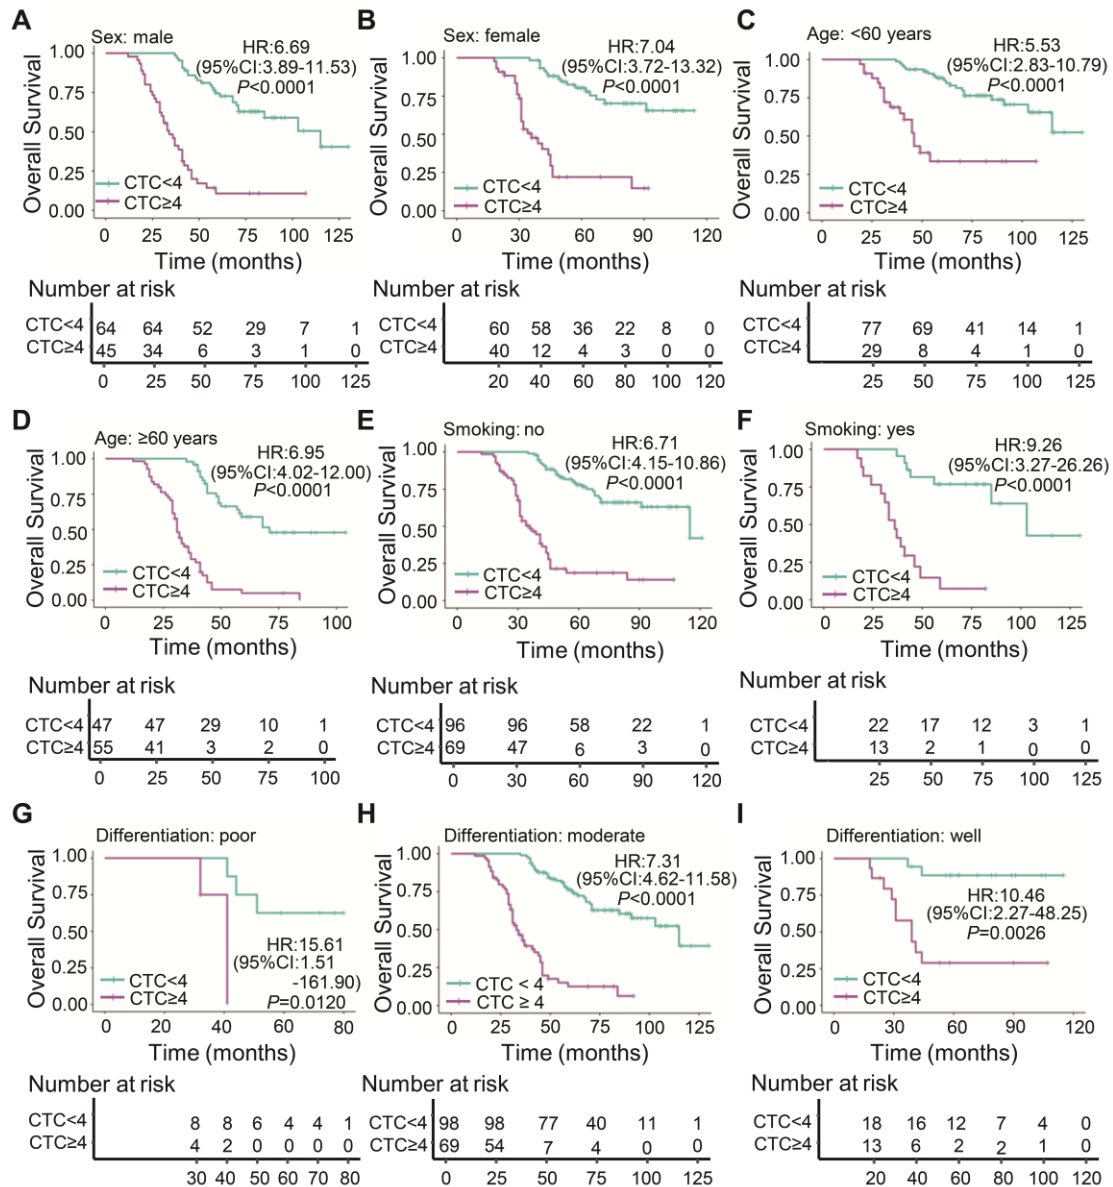 A
Sex: male
HR:6.69
(95%CI:3.89-11.53)
P<0.0001
Overall Survival
1.00
0.75
0.50
0.25
0.00
CTC<4
CTC≥4
0 25 50 75 100 125
Time (months)
Number at risk
CTC<4 64 64 52 29 7 1
CTC≥4 45 34 6 3 1 0
0 25 50 75 100 125
B
Sex: female
HR:7.04
(95%CI:3.72-13.32)
P<0.0001
Overall Survival
1.00
0.75
0.50
0.25
0.00
CTC<4
CTC≥4
0 30 60 90 120
Time (months)
Number at risk
CTC<4 60 58 36 22 8 0
CTC≥4 40 12 4 3 0 0
20 40 60 80 100 120
C
Age: <60 years
HR:5.53
(95%CI:2.83-10.79)
P<0.0001
Overall Survival
1.00
0.75
0.50
0.25
0.00
CTC<4
CTC≥4
0 25 50 75 100 125
Time (months)
Number at risk
CTC<4 77 69 41 14 1
CTC≥4 29 8 4 1 0
25 50 75 100 125
D
Age: ≥60 years
HR:6.95
(95%CI:4.02-12.00)
P<0.0001
Overall Survival
1.00
0.75
0.50
0.25
0.00
CTC<4
CTC≥4
0 25 50 75 100
Time (months)
Number at risk
CTC<4 47 47 29 10 1
CTC≥4 55 41 3 2 0
0 25 50 75 100
E
Smoking: no
HR:6.71
(95%CI:4.15-10.86)
P<0.0001
Overall Survival
1.00
0.75
0.50
0.25
0.00
CTC<4
CTC≥4
0 30 60 90 120
Time (months)
Number at risk
CTC<4 96 96 58 22 1
CTC≥4 69 47 6 3 0
0 30 60 90 120
F
Smoking: yes
HR:9.26
(95%CI:3.27-26.26)
P<0.0001
Overall Survival
1.00
0.75
0.50
0.25
0.00
CTC<4
CTC≥4
0 25 50 75 100 125
Time (months)
Number at risk
CTC<4 22 17 12 3 1
CTC≥4 13 2 1 0 0
25 50 75 100 125
G
Differentiation: poor
HR:15.61
(95%CI:1.51
-161.90)
P=0.0120
Overall Survival
1.00
0.75
0.50
0.25
0.00
CTC<4
CTC≥4
0 20 40 60 80
Time (months)
Number at risk
CTC<4 8 8 6 4 4 1
CTC≥4 4 2 0 0 0 0
30 40 50 60 70 80
H
Differentiation: moderate
HR:7.31
(95%CI:4.62-11.58)
P<0.0001
Overall Survival
1.00
0.75
0.50
0.25
0.00
CTC < 4
CTC ≥ 4
0 25 50 75 100 125
Time (months)
Number at risk
CTC<4 98 98 77 40 11 1
CTC≥4 69 54 7 4 0 0
0 25 50 75 100 125
I
Differentiation: well
HR:10.46
(95%CI:2.27-48.25)
P=0.0026
Overall Survival
1.00
0.75
0.50
0.25
0.00
CTC<4
CTC≥4
0 30 60 90 120
Time (months)
Number at risk
CTC<4 18 16 12 7 4 0
CTC≥4 13 6 2 2 1 0
20 40 60 80 100 120